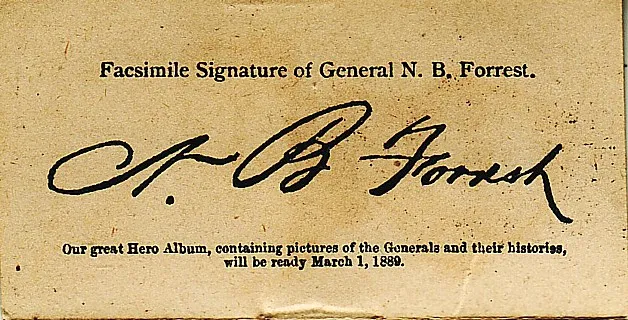 Facsimile Signature of General N. B. Forrest.
N. B. Forrest
Our great Hero Album, containing pictures of the Generals and their histories,
will be ready March 1, 1889.